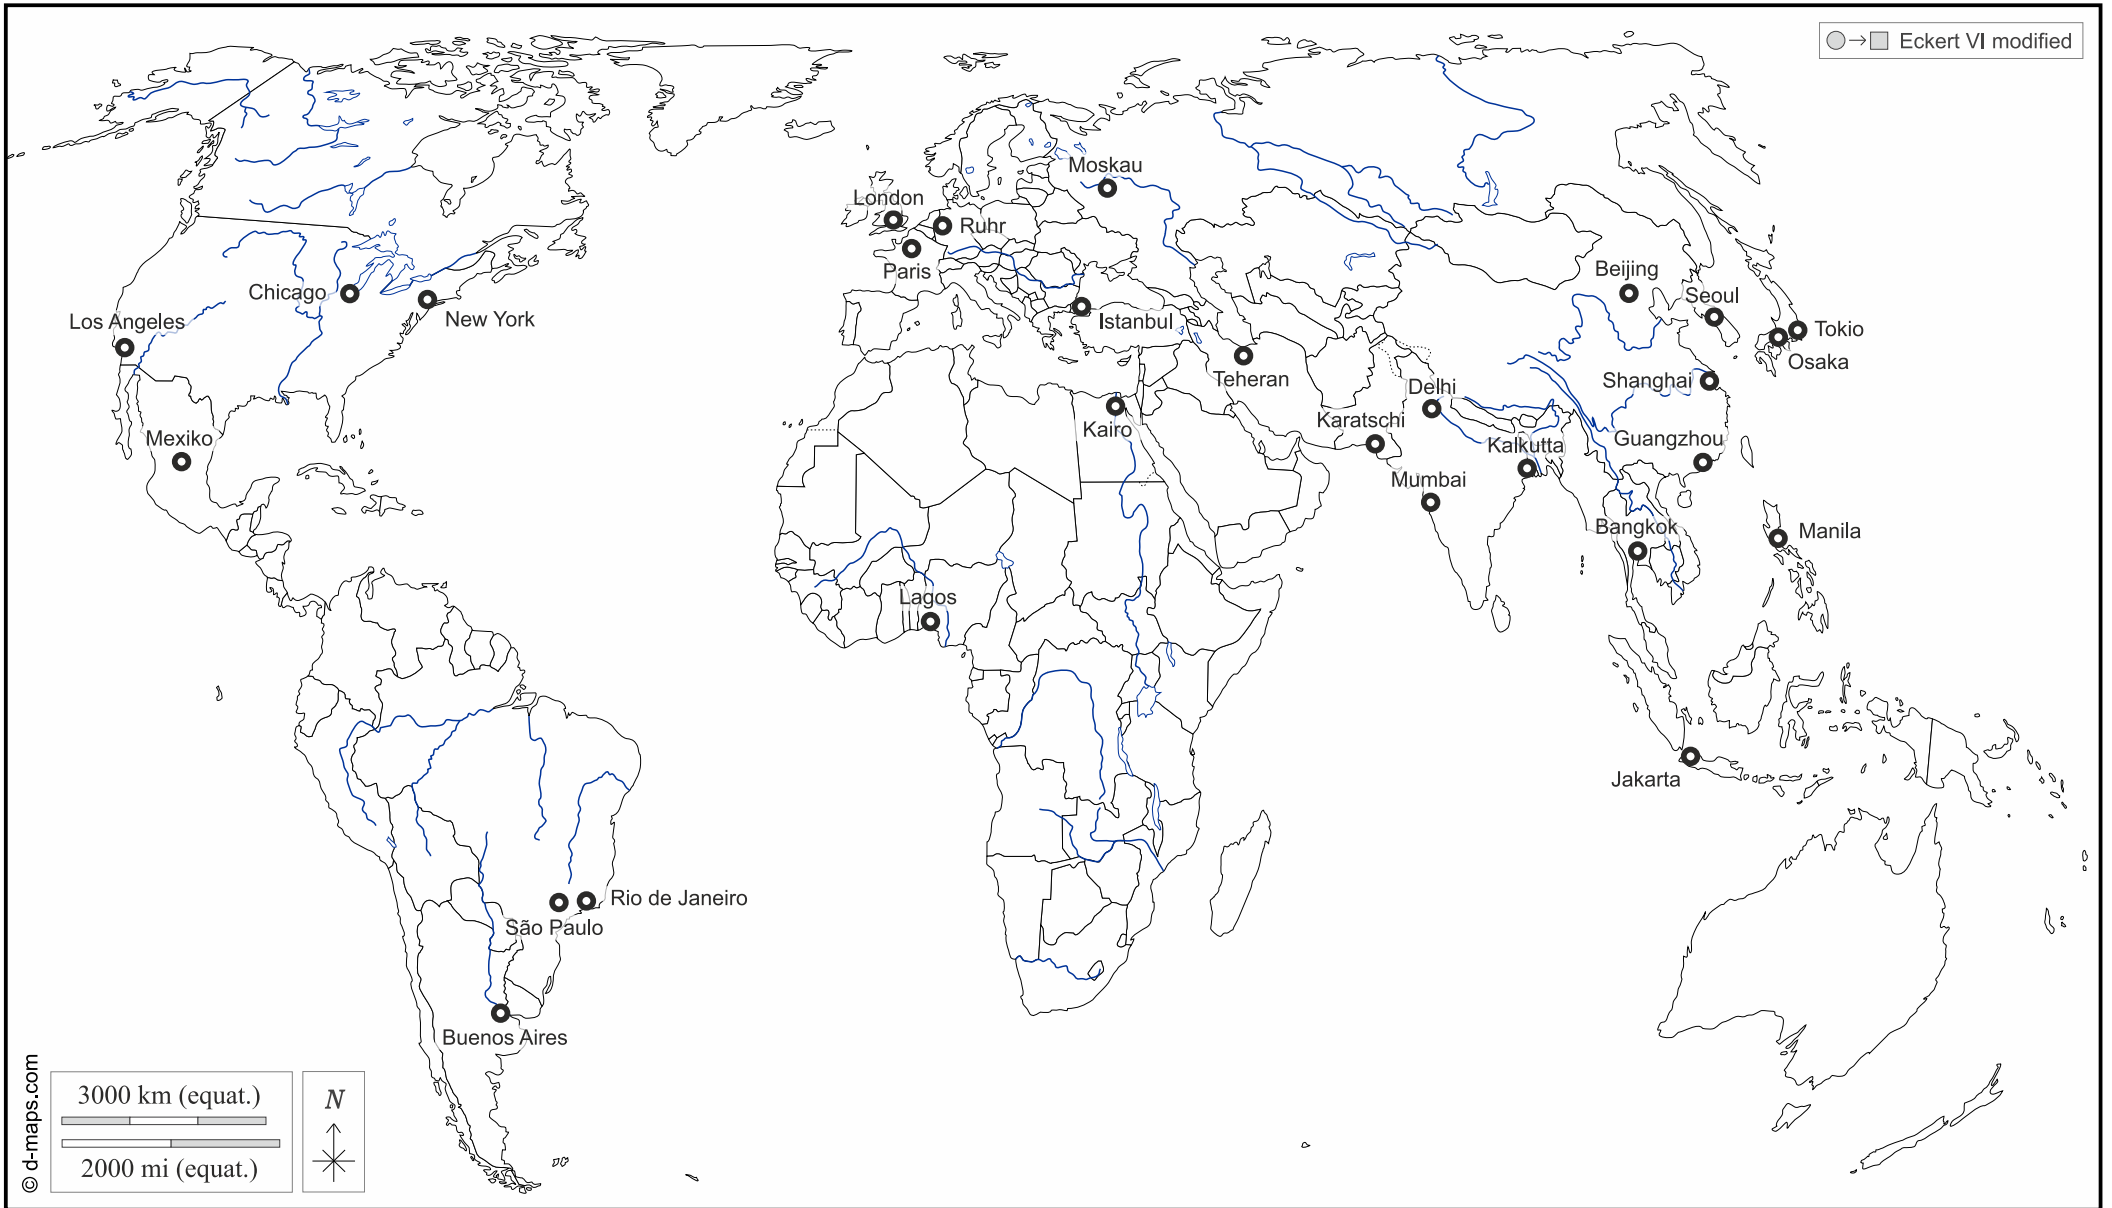 Eckert VI modified
Moskau
London
Ruhr
Paris
Beijing
Seoul
Chicago
New York
Los Angeles
Istanbul
Tokio
Osaka
Teheran
Shanghai
Delhi
Karatschi
Kairo
Mexiko
Guangzhou
Kalkutta
Mumbai
Bangkok
Manila
Lagos
Jakarta
Rio de Janeiro
São Paulo
Buenos Aires
3000 km (equat.)
2000 mi (equat.)
N
© d-maps.com